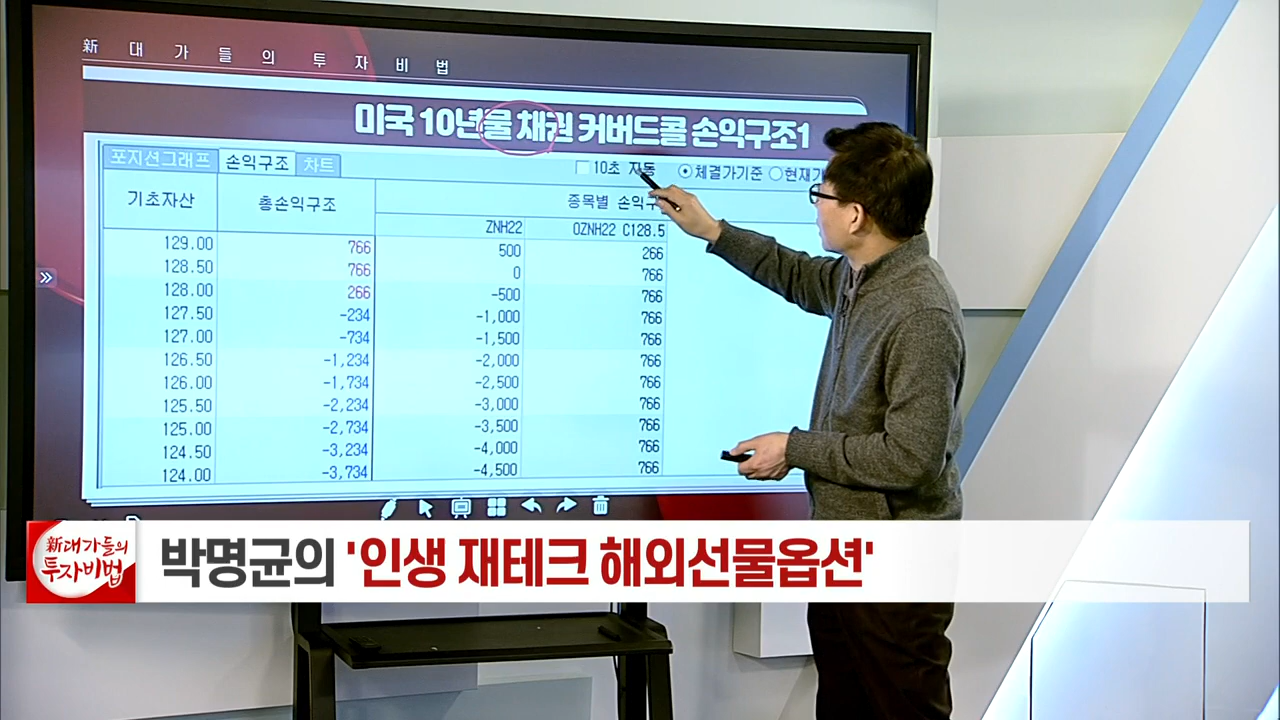 新 대 가 들 의 투 자 비 법
미국 10년물 채권 커버드콜 손익구조1
포지션그래프 손익구조 차트
10초 자동 체결가기준
기초자산 총손익구조 종목별
ZNH22 OZNH22 C128.5
129.00 766 500 266
128.50 766 0 766
128.00 266 -500 766
127.50 -234 -1,000 766
127.00 -734 -1,500 766
126.50 -1,234 -2,000 766
126.00 -1,734 -2,500 766
125.50 -2,234 -3,000 766
125.00 -2,734 -3,500 766
124.50 -3,234 -4,000 766
124.00 -3,734 -4,500 766
新대가들의
투자비법
박명균의 '인생 재테크 해외선물옵션'